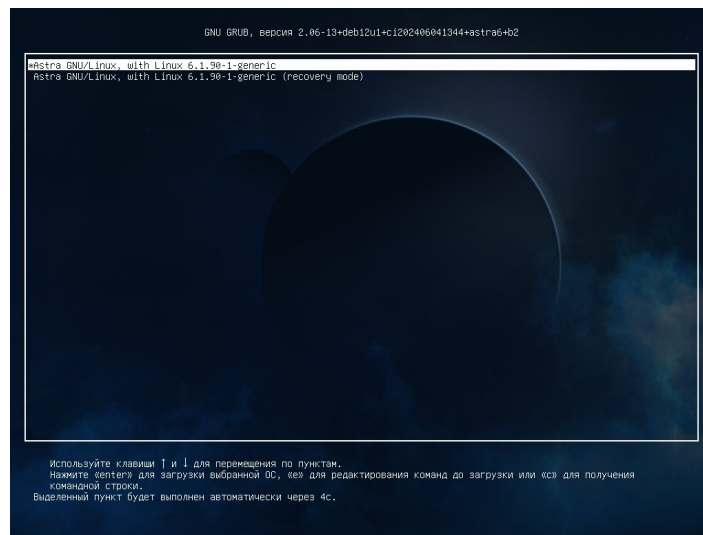 GNU GRUB, версия 2.06-13+deb12u1+ci202406041344+astra6+b2
*Astra GNU/Linux, with Linux 6.1.90-1-generic
Astra GNU/Linux, with Linux 6.1.90-1-generic (recovery mode)
Используйте клавиши ↑ и ↓ для перемещения по пунктам.
Нажмите «enter» для загрузки выбранной ОС, «e» для редактирования команд до загрузки или «c» для получения
командной строки.
Выделенный пункт будет выполнен автоматически через 4с.